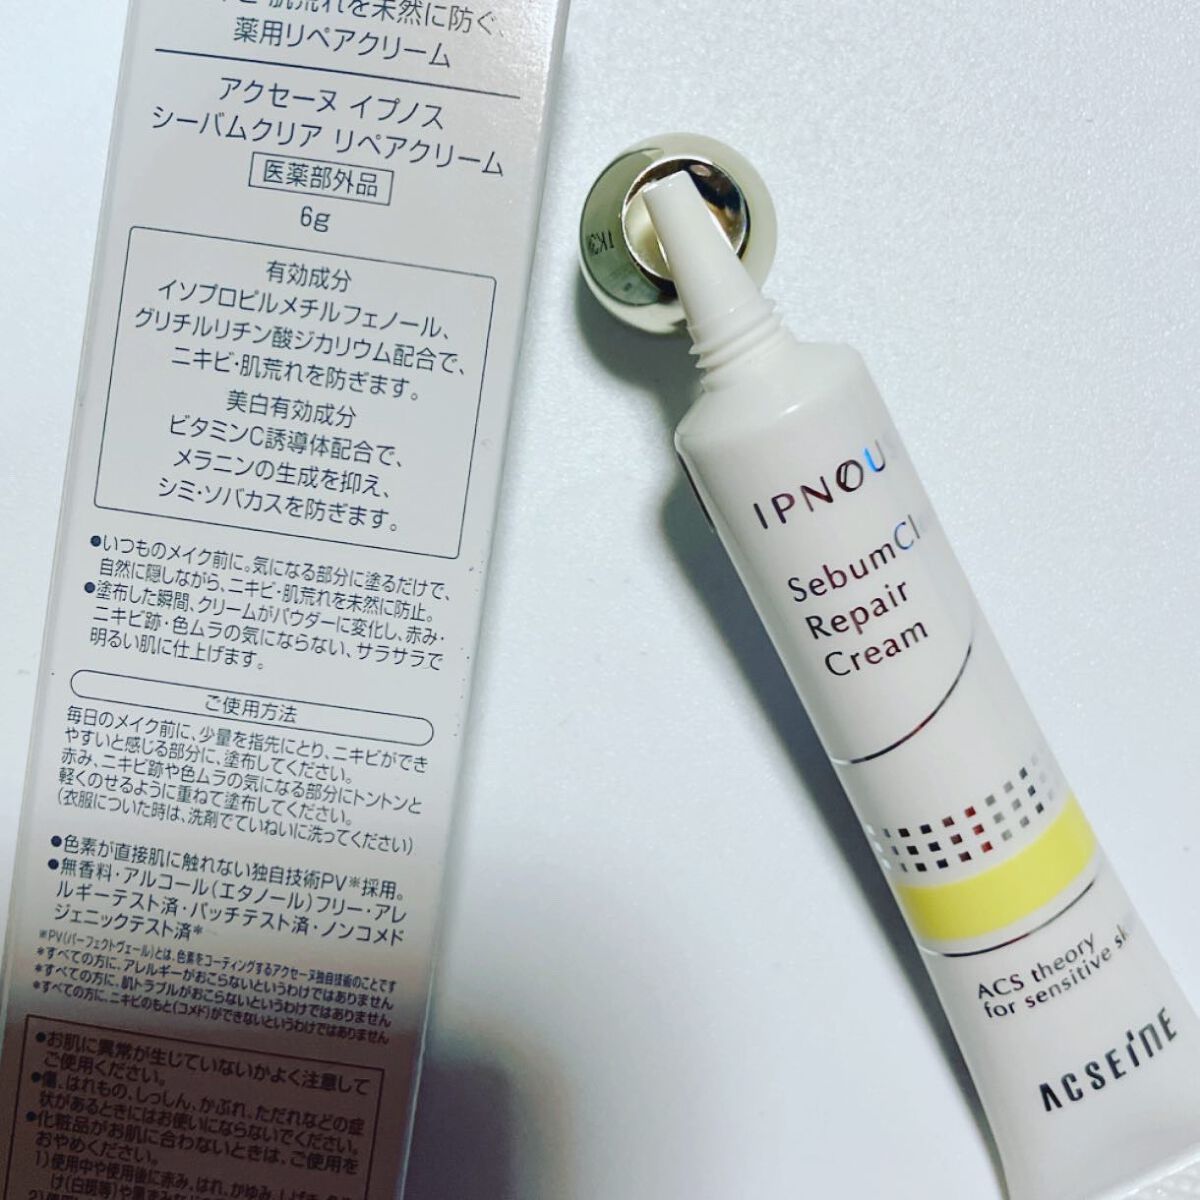 肌荒れを未然に防ぐ、
薬用リペアクリーム
アクセーヌ イプノス
シーバムクリア リペアクリーム
医薬部外品
6g
有効成分
イソプロピルメチルフェノール、
グリチルリチン酸ジカリウム配合で、
ニキビ・肌荒れを防ぎます。
美白有効成分
ビタミンC誘導体配合で、
メラニンの生成を抑え、
シミ・ソバカスを防ぎます。
●いつものメイク前に。気になる部分に塗るだけで、
自然に隠しながら、ニキビ・肌荒れを未然に防止。
●塗布した瞬間、クリームがパウダーに変化し、赤み・
ニキビ跡・色ムラの気にならない、サラサラで
明るい肌に仕上げます。
ご使用方法
毎日のメイク前に、少量を指先にとり、ニキビができ
やすいと感じる部分に、塗布してください。
赤み、ニキビ跡や色ムラの気になる部分にトントンと
軽くのせるように重ねて塗布してください。
(衣服についた時は、洗剤でていねいに洗ってください)
●色素が直接肌に触れない独自技術PV※採用。
●無香料・アルコール(エタノール)フリー・アレ
ルギーテスト済・パッチテスト済・ノンコメド
ジェニックテスト済*
※PV(パーフェクトヴェール)とは、色素をコーティングするアクセーヌ独自技術のことです
*すべての方に、アレルギーがおこらないというわけではありません
*すべての方に、肌トラブルがおこらないというわけではありません
*すべての方に、ニキビのもと(コメド)ができないというわけではありません
●お肌に異常が生じていないかよく注意して
ご使用ください。
●傷、はれもの、しっしん、かぶれ、ただれなどの症
状があるときにはお使いにならないでください。
●化粧品がお肌に合わないときは、ご使用を
おやめください。
1)使用中や使用後に赤み、はれ、かゆみ、しげき、
け(白斑等)や黒ずみな
IPNOU
SebumCl
Repair
Cream
ACS theory
for sensitive sk
ACSEINE